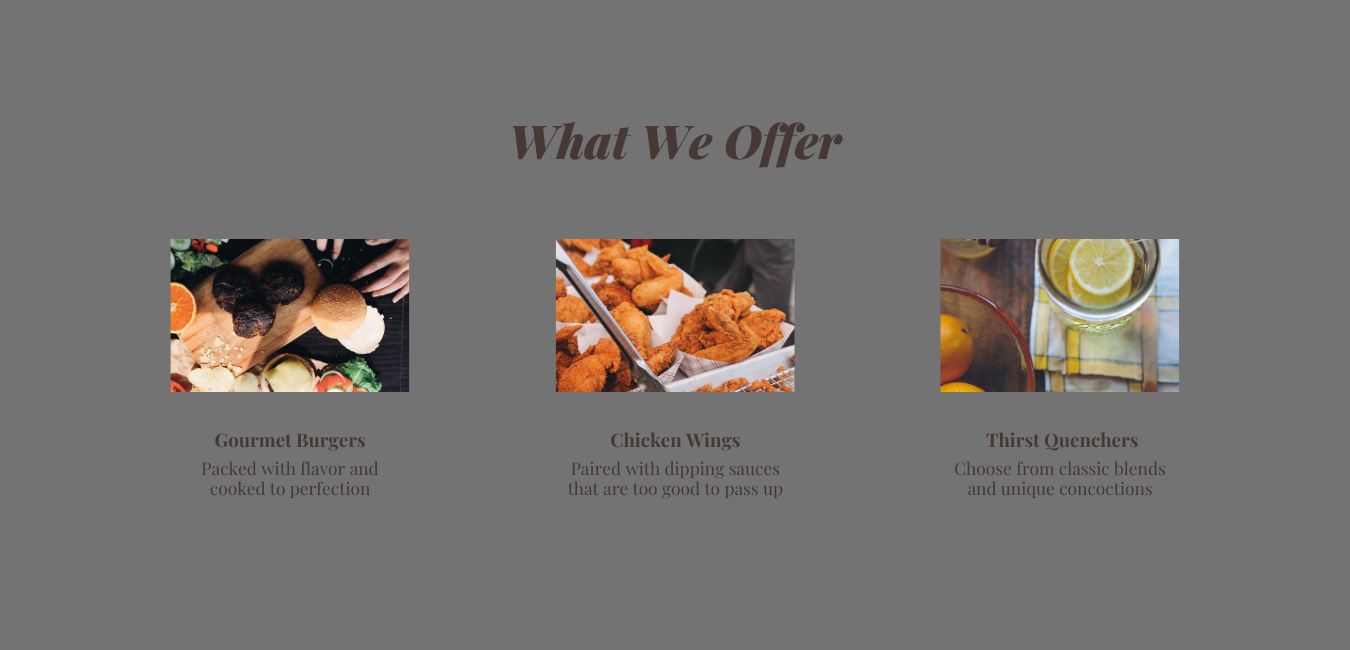 What We Offer
Gourmet Burgers
Packed with flavor and
cooked to perfection
Chicken Wings
Paired with dipping sauces
that are too good to pass up
Thirst Quenchers
Choose from classic blends
and unique concoctions